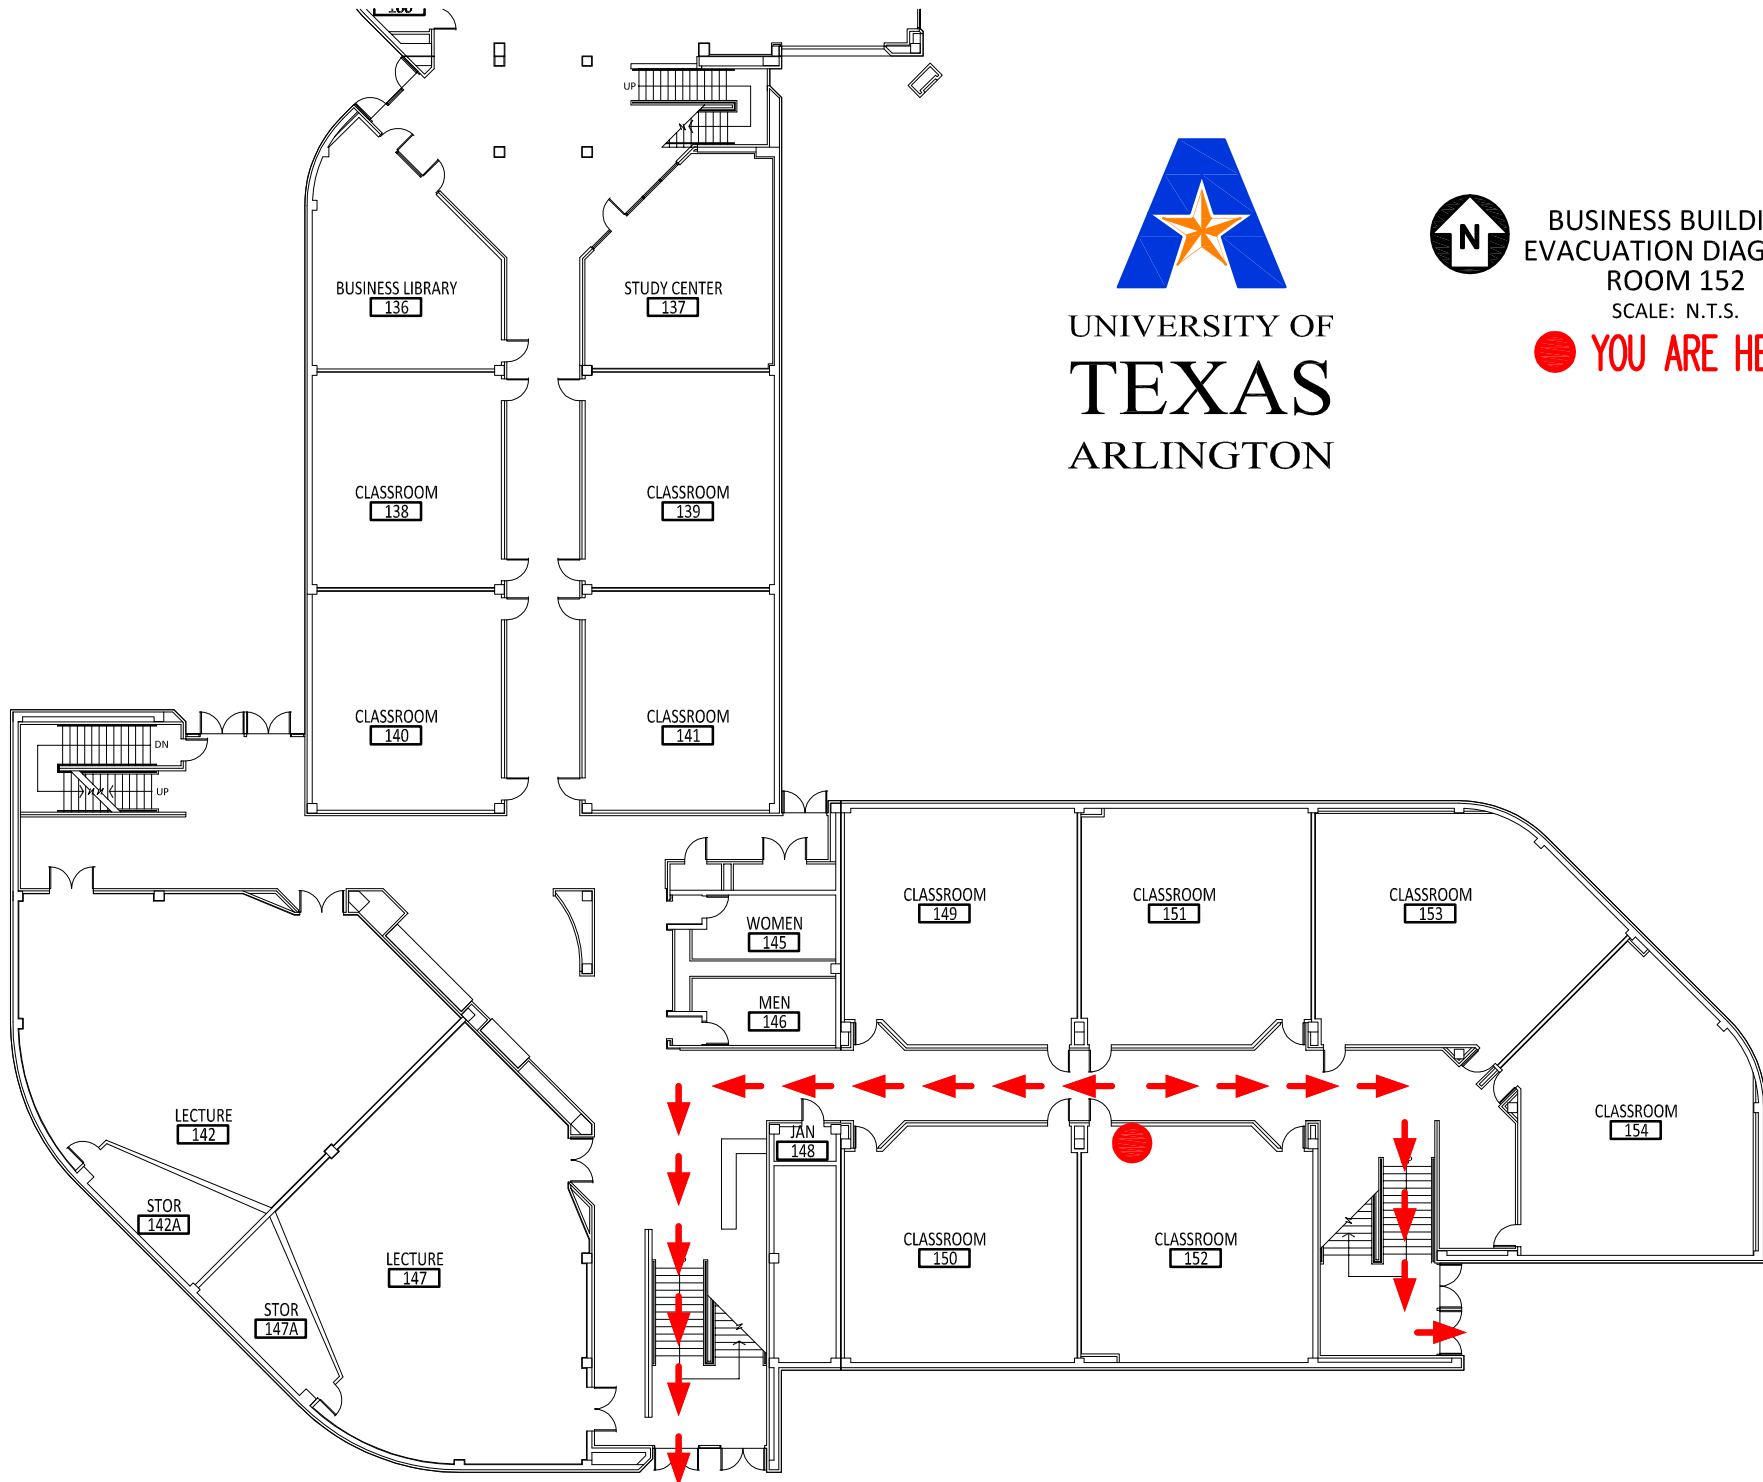 UP
BUSINESS LIBRARY
136
STUDY CENTER
137
UNIVERSITY OF
TEXAS
ARLINGTON
N
BUSINESS BUILDI
EVACUATION DIAG
ROOM 152
SCALE: N.T.S.
YOU ARE HE
CLASSROOM
138
CLASSROOM
139
CLASSROOM
140
CLASSROOM
141
DN
UP
WOMEN
145
MEN
146
CLASSROOM
149
CLASSROOM
151
CLASSROOM
153
LECTURE
142
JAN
148
CLASSROOM
154
STOR
142A
LECTURE
147
CLASSROOM
150
CLASSROOM
152
STOR
147A